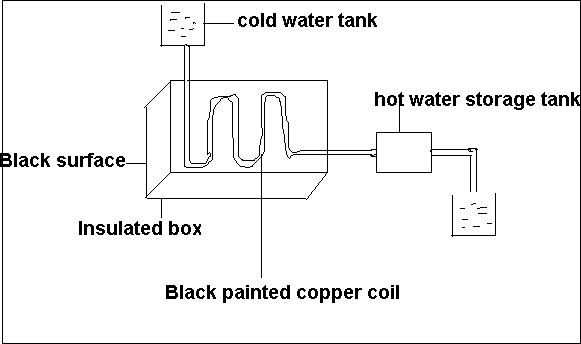 cold water tank
hot water storage tank
Black surface
Insulated box
Black painted copper coil